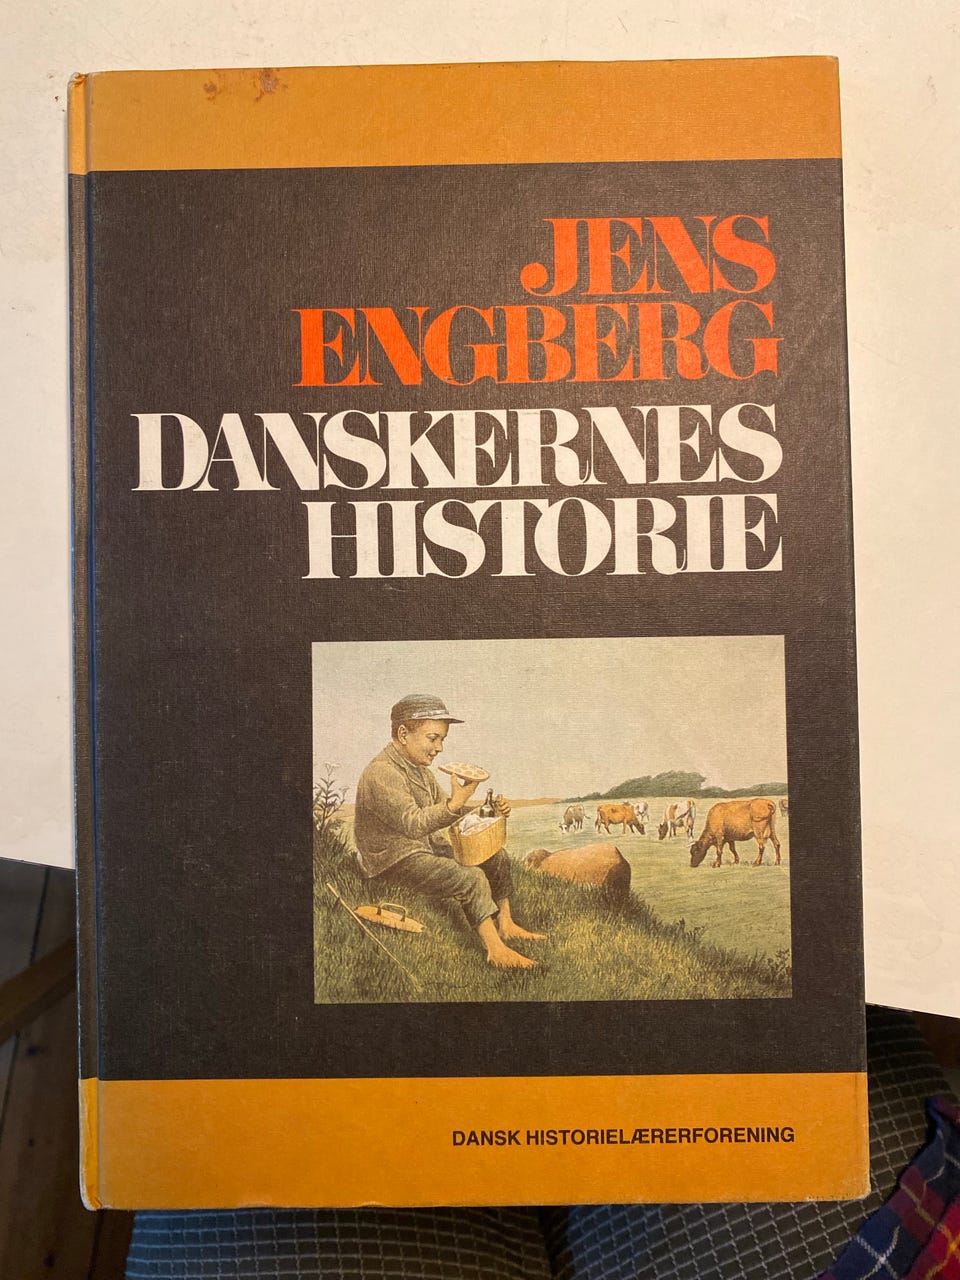 JENS
ENGBERG
DANSKERNES
HISTORIE
DANSK HISTORIELÆRERFORENING